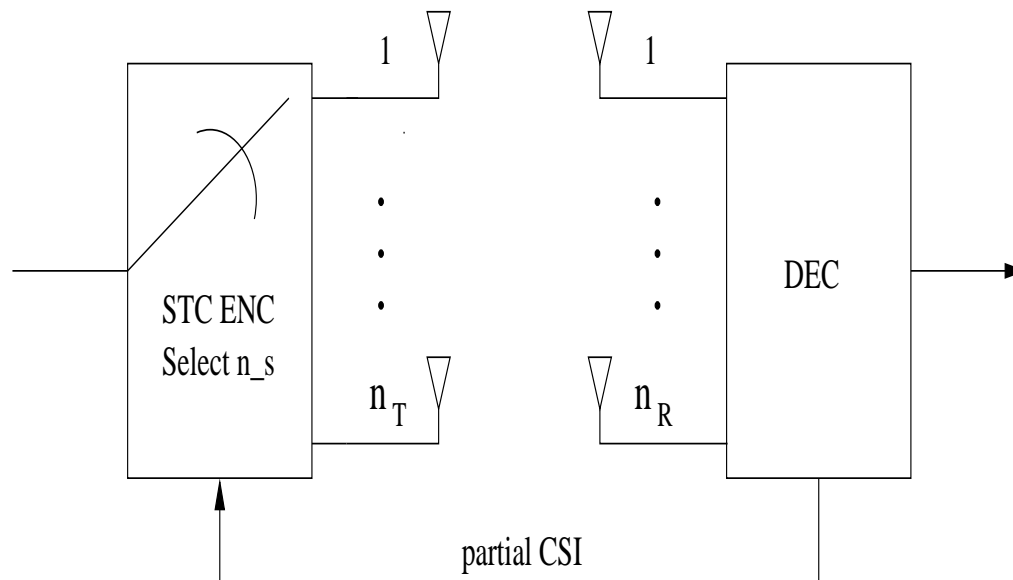 1
1
STC ENC
Select n_s
DEC
n_T
n_R
partial CSI